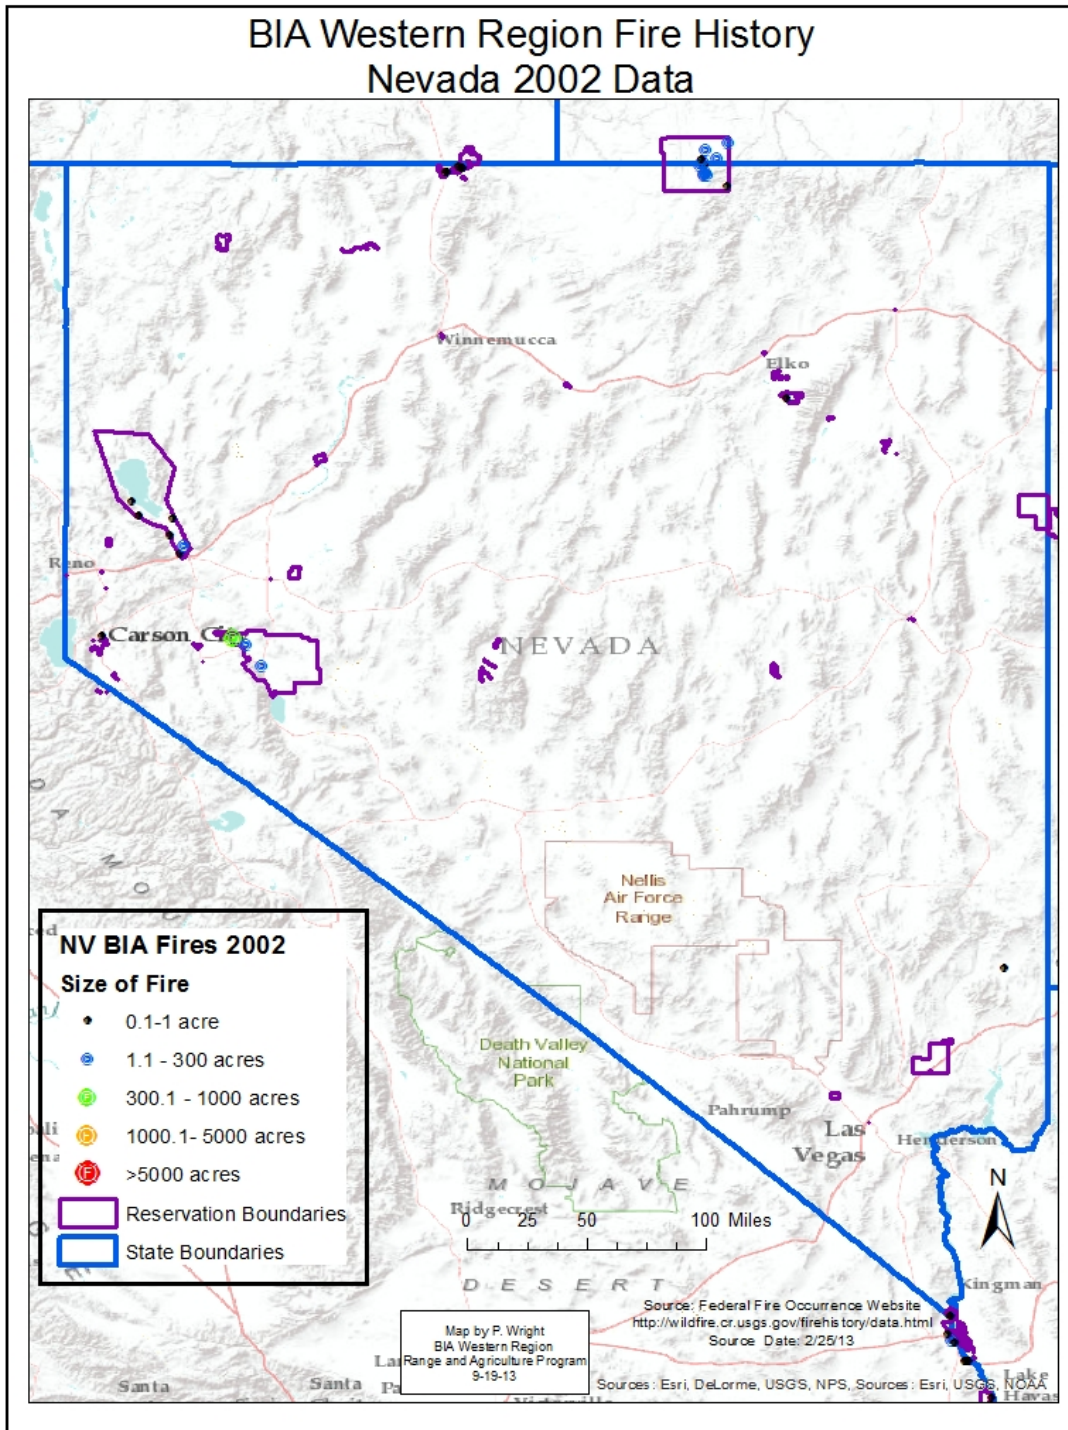 BIA Western Region Fire History
Nevada 2002 Data
Winnemucca
Elko
Reno
Carson City
NEVADA
Nellis
Air Force
Range
Death Valley
National
Park
Pahrump
Las
Vegas
Henderson
MOJAVE
DESERT
Ridgecrest
0 25 50 100 Miles
N
Kingman
NV BIA Fires 2002
Size of Fire
0.1-1 acre
1.1 - 300 acres
300.1 - 1000 acres
1000.1- 5000 acres
>5000 acres
Reservation Boundaries
State Boundaries
Map by P. Wright
BIA Western Region
Range and Agriculture Program
9-19-13
Source: Federal Fire Occurrence Website
http://wildfire.cr.usgs.gov/firehistory/data.html
Source Date: 2/25/13
Sources: Esri, DeLorme, USGS, NPS, Sources: Esri, USGS, NOAA
Lake
Havas
Santa
Santa